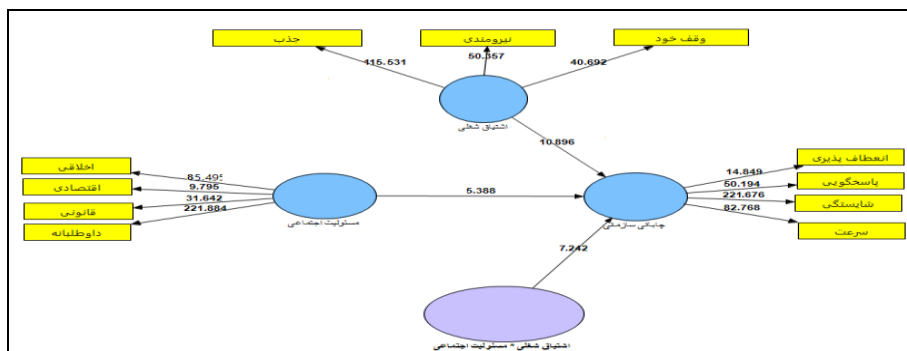 جذب
نیرومندی
وقف خود
115.531
50.357
40.692
اشتیاق شغلی
10.896
اخلاقی
اقتصادی
قانونی
داوطلبانه
85.495
9.795
31.642
221.884
مسئولیت اجتماعی
5.388
انعطاف پذیری
پاسخگویی
شایستگی
سرعت
14.849
50.194
221.676
82.768
چابکی سازمانی
7.242
اشتیاق شغلی * مسئولیت اجتماعی